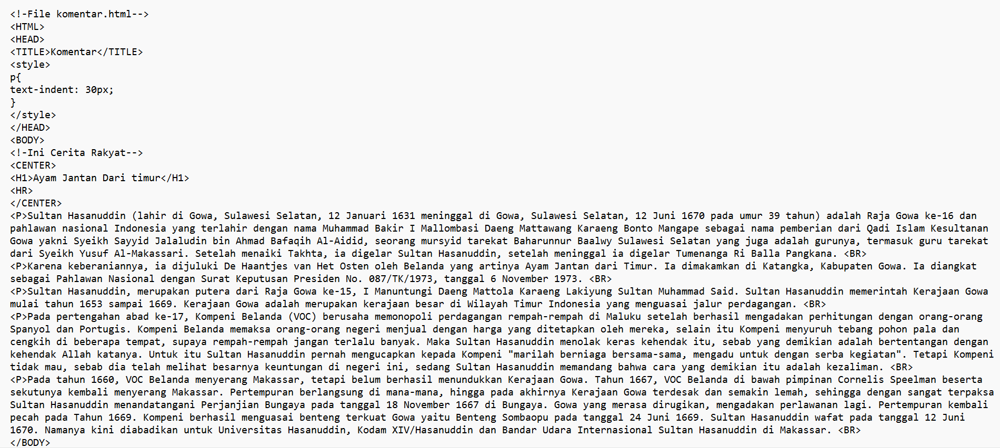 <!-File komentar.html-->
<HTML>
<HEAD>
<TITLE>Komentar</TITLE>
<style>
p{
text-indent: 30px;
}
</style>
</HEAD>
<BODY>
<!-Ini Cerita Rakyat-->
<CENTER>
<H1>Ayam Jantan Dari timur</H1>
<HR>
</CENTER>
<P>Sultan Hasanuddin (lahir di Gowa, Sulawesi Selatan, 12 Januari 1631 meninggal di Gowa, Sulawesi Selatan, 12 Juni 1670 pada umur 39 tahun) adalah Raja Gowa ke-16 dan
pahlawan nasional Indonesia yang terlahir dengan nama Muhammad Bakir I Mallombasi Daeng Mattawang Karaeng Bonto Mangape sebagai nama pemberian dari Qadi Islam Kesultanan
Gowa yakni Syeikh Sayyid Jalaludin bin Ahmad Bafaqih Al-Aidid, seorang mursyid tarekat Baharunnur Baalwy Sulawesi Selatan yang juga adalah gurunya, termasuk guru tarekat
dari Syeikh Yusuf Al-Makassari. Setelah menaiki Takhta, ia digelar Sultan Hasanuddin, setelah meninggal ia digelar Tumenanga Ri Balla Pangkana. <BR>
<P>Karena keberaniannya, ia dijuluki De Haantjes van Het Osten oleh Belanda yang artinya Ayam Jantan dari Timur. Ia dimakamkan di Katangka, Kabupaten Gowa. Ia diangkat
sebagai Pahlawan Nasional dengan Surat Keputusan Presiden No. 087/TK/1973, tanggal 6 November 1973. <BR>
<P>Sultan Hasanuddin, merupakan putera dari Raja Gowa ke-15, I Manuntungi Daeng Mattola Karaeng Lakiyung Sultan Muhammad Said. Sultan Hasanuddin memerintah Kerajaan Gowa
mulai tahun 1653 sampai 1669. Kerajaan Gowa adalah merupakan kerajaan besar di Wilayah Timur Indonesia yang menguasai jalur perdagangan. <BR>
<P>Pada pertengahan abad ke-17, Kompeni Belanda (VOC) berusaha memonopoli perdagangan rempah-rempah di Maluku setelah berhasil mengadakan perhitungan dengan orang-orang
Spanyol dan Portugis. Kompeni Belanda memaksa orang-orang negeri menjual dengan harga yang ditetapkan oleh mereka, selain itu Kompeni menyuruh tebang pohon pala dan
cengkih di beberapa tempat, supaya rempah-rempah jangan terlalu banyak. Maka Sultan Hasanuddin menolak keras kehendak itu, sebab yang demikian adalah bertentangan dengan
kehendak Allah katanya. Untuk itu Sultan Hasanuddin pernah mengucapkan kepada Kompeni "marilah berniaga bersama-sama, mengadu untuk dengan serba kegiatan". Tetapi Kompeni
tidak mau, sebab dia telah melihat besarnya keuntungan di negeri ini, sedang Sultan Hasanuddin memandang bahwa cara yang demikian itu adalah kezaliman. <BR>
<P>Pada tahun 1660, VOC Belanda menyerang Makassar, tetapi belum berhasil menundukkan Kerajaan Gowa. Tahun 1667, VOC Belanda di bawah pimpinan Cornelis Speelman beserta
sekutunya kembali menyerang Makassar. Pertempuran berlangsung di mana-mana, hingga pada akhirnya Kerajaan Gowa terdesak dan semakin lemah, sehingga dengan sangat terpaksa
Sultan Hasanuddin menandatangani Perjanjian Bungaya pada tanggal 18 November 1667 di Bungaya. Gowa yang merasa dirugikan, mengadakan perlawanan lagi. Pertempuran kembali
pecah pada Tahun 1669. Kompeni berhasil menguasai benteng terkuat Gowa yaitu Benteng Sombaopu pada tanggal 24 Juni 1669. Sultan Hasanuddin wafat pada tanggal 12 Juni
1670. Namanya kini diabadikan untuk Universitas Hasanuddin, Kodam XIV/Hasanuddin dan Bandar Udara Internasional Sultan Hasanuddin di Makassar. <BR>
</BODY>